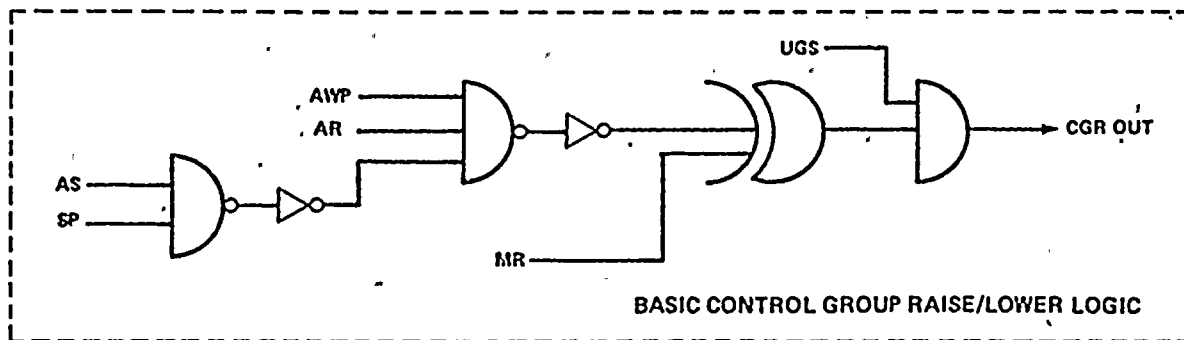 UGS
AWP
AR
CGR OUT
AS
SP
MR
BASIC CONTROL GROUP RAISE/LOWER LOGIC